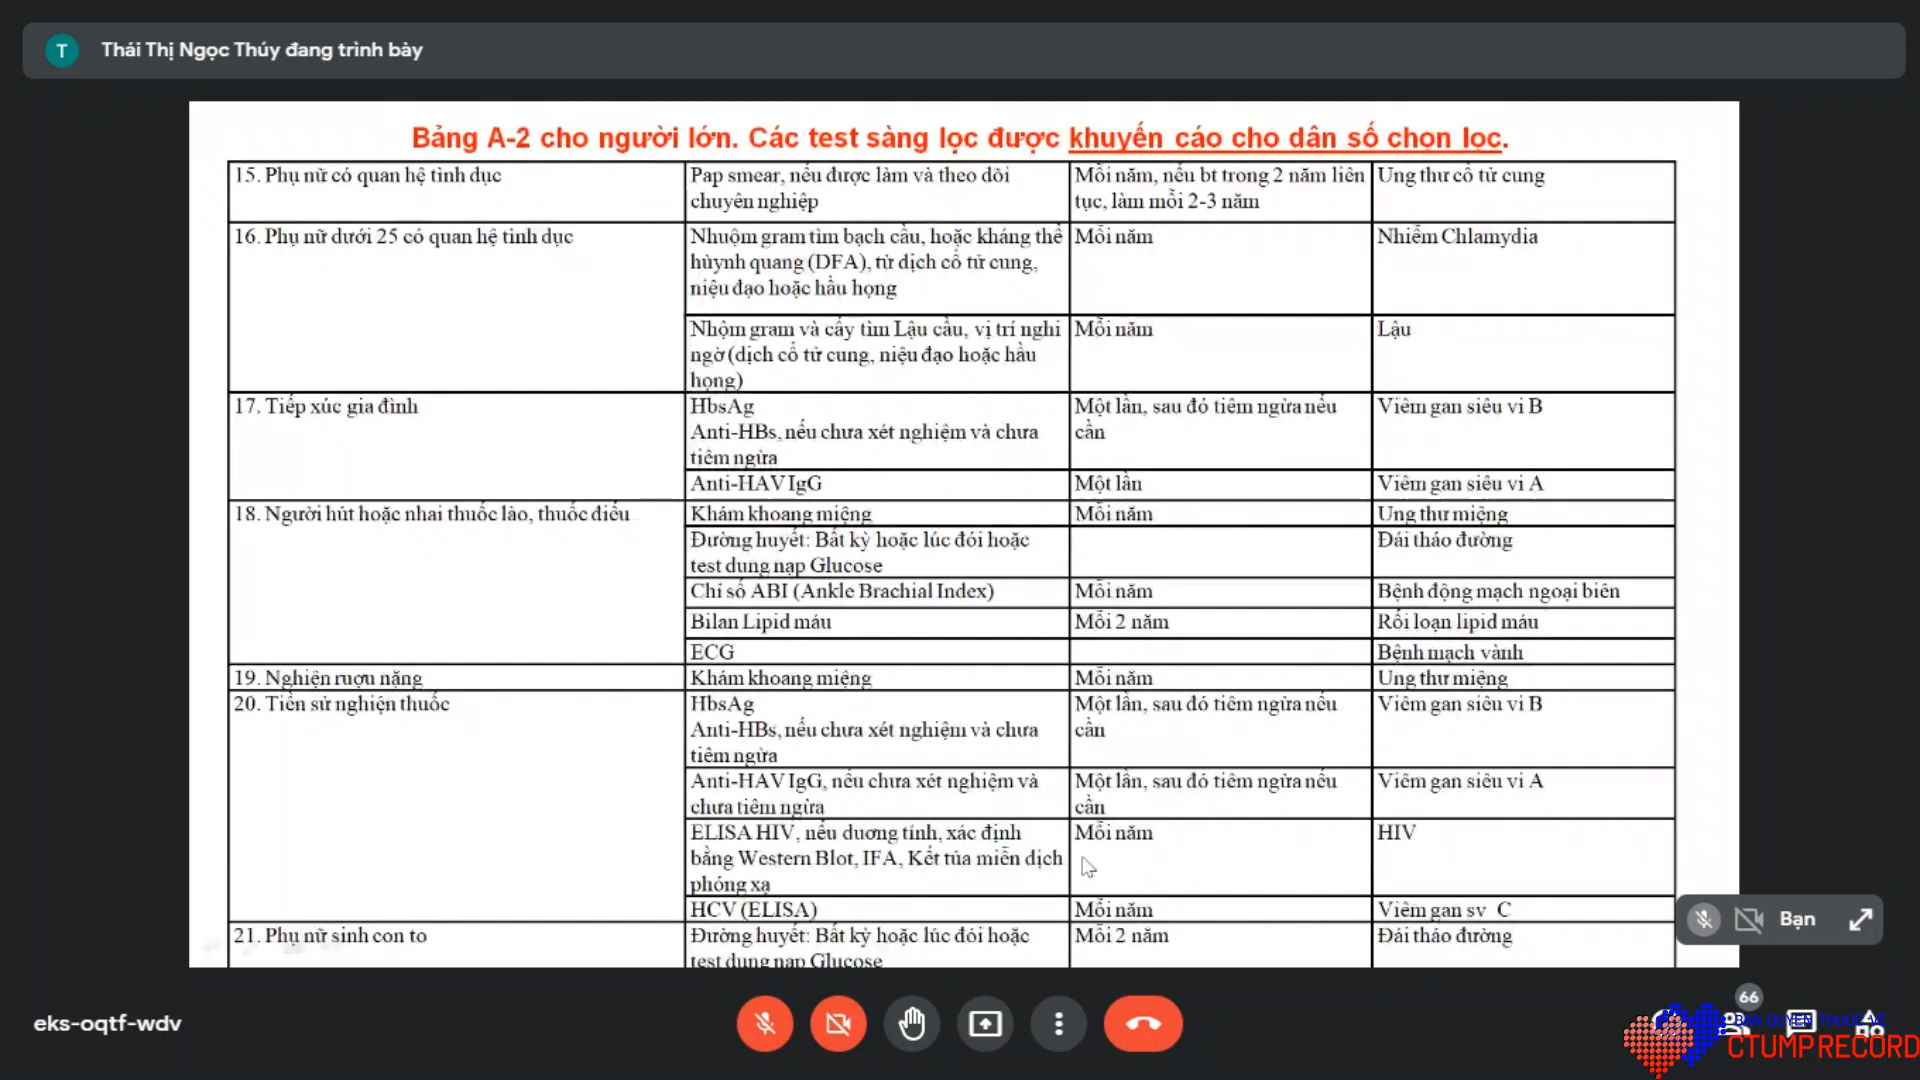 T Thái Thị Ngọc Thúy đang trình bày
Bảng A-2 cho người lớn. Các test sàng lọc được khuyến cáo cho dân số chọn lọc.
15. Phụ nữ có quan hệ tình dục
Pap smear, nếu được làm và theo dõi
chuyên nghiệp
Mỗi năm, nếu bt trong 2 năm liên
tục, làm mỗi 2-3 năm
Ung thư cổ tử cung
16. Phụ nữ dưới 25 có quan hệ tình dục
Nhuộm gram tìm bạch cầu, hoặc kháng thể
hùynh quang (DFA), từ dịch cổ tử cung,
niệu đạo hoặc hầu họng
Mỗi năm
Nhiễm Chlamydia
Nhộm gram và cấy tìm Lậu cầu, vị trí nghi
ngờ (dịch cổ tử cung, niệu đạo hoặc hầu
họng)
Mỗi năm
Lậu
17. Tiếp xúc gia đình
HbsAg
Anti-HBs, nếu chưa xét nghiệm và chưa
tiêm ngừa
Một lần, sau đó tiêm ngừa nếu
cần
Viêm gan siêu vi B
Anti-HAV IgG
Một lần
Viêm gan siêu vi A
18. Người hút hoặc nhai thuốc lào, thuốc điếu
Khám khoang miệng
Mỗi năm
Ung thư miệng
Đường huyết: Bất kỳ hoặc lúc đói hoặc
test dung nạp Glucose
Đái tháo đường
Chỉ số ABI (Ankle Brachial Index)
Mỗi năm
Bệnh động mạch ngoại biên
Bilan Lipid máu
Mỗi 2 năm
Rối loạn lipid máu
ECG
Bệnh mạch vành
19. Nghiện rượu nặng
Khám khoang miệng
Mỗi năm
Ung thư miệng
20. Tiền sử nghiện thuốc
HbsAg
Anti-HBs, nếu chưa xét nghiệm và chưa
tiêm ngừa
Một lần, sau đó tiêm ngừa nếu
cần
Viêm gan siêu vi B
Anti-HAV IgG, nếu chưa xét nghiệm và
chưa tiêm ngừa
Một lần, sau đó tiêm ngừa nếu
cần
Viêm gan siêu vi A
ELISA HIV, nếu dương tính, xác định
bằng Western Blot, IFA, Kết tủa miễn dịch
phóng xạ
Mỗi năm
HIV
HCV (ELISA)
Mỗi năm
Viêm gan sv C
21. Phụ nữ sinh con to
Đường huyết: Bất kỳ hoặc lúc đói hoặc
test dung nạp Glucose
Mỗi 2 năm
Đái tháo đường
Bạn
66
eks-oqtf-wdv
BẢN QUYỀN THUỘC VỀ
CTUMP RECORD